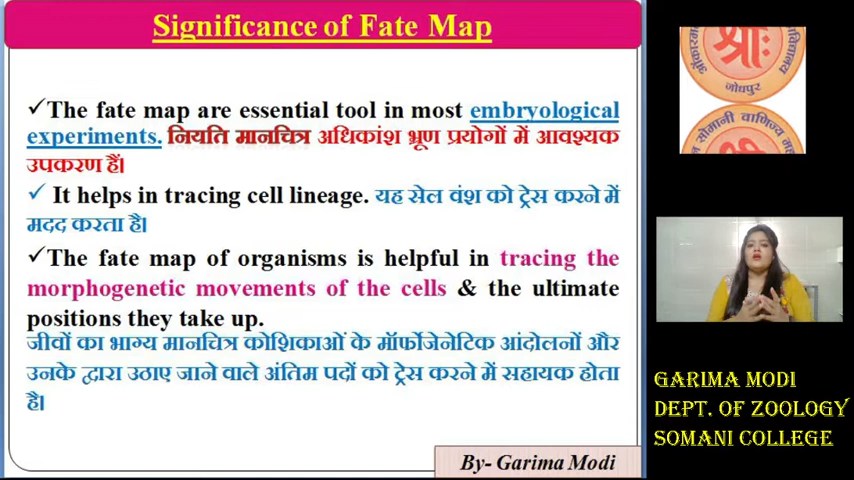 Significance of Fate Map
✓The fate map are essential tool in most embryological
experiments. नियति मानचित्र अधिकांश भ्रूण प्रयोगों में आवश्यक
उपकरण हैं।
✓ It helps in tracing cell lineage. यह सेल वंश को ट्रेस करने में
मदद करता है।
✓The fate map of organisms is helpful in tracing the
morphogenetic movements of the cells & the ultimate
positions they take up.
जीवों का भाग्य मानचित्र कोशिकाओं के मॉर्फोजेनेटिक आंदोलनों और
उनके द्वारा उठाए जाने वाले अंतिम पदों को ट्रेस करने में सहायक होता
है।
By- Garima Modi
श्रीः
जोधपुर
सोमानी वाणिज्य
GARIMA MODI
DEPT. OF ZOOLOGY
SOMANI COLLEGE